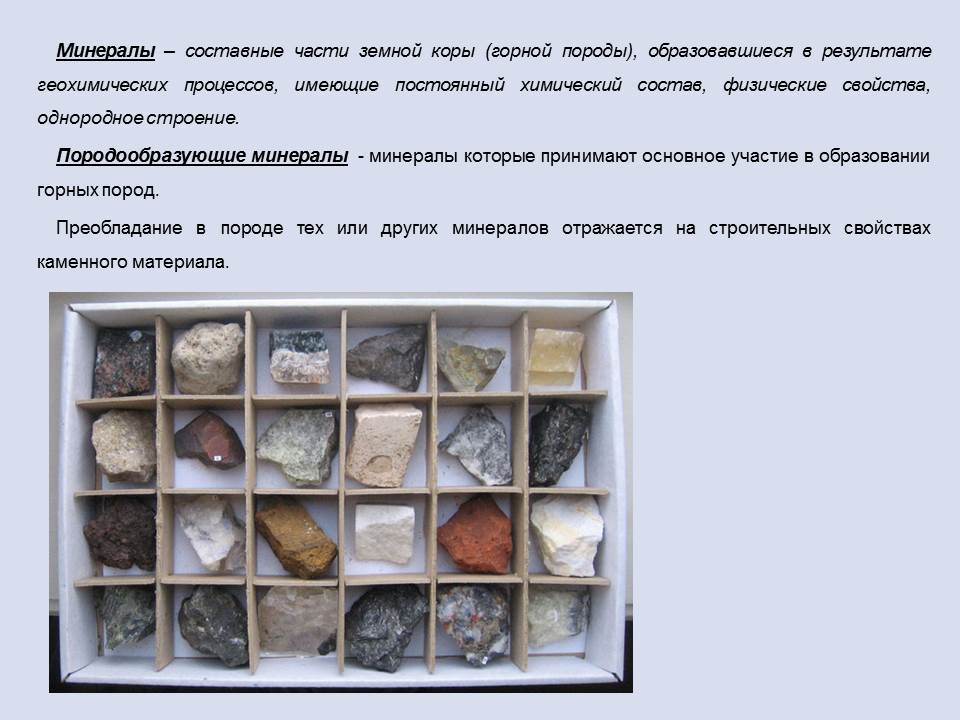 Минералы – составные части земной коры (горной породы), образовавшиеся в результате
геохимических процессов, имеющие постоянный химический состав, физические свойства,
однородное строение.
Породообразующие минералы - минералы которые принимают основное участие в образовании
горных пород.
Преобладание в породе тех или других минералов отражается на строительных свойствах
каменного материала.